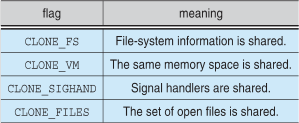 flag meaning
CLONE_FS File-system information is shared.
CLONE_VM The same memory space is shared.
CLONE_SIGHAND Signal handlers are shared.
CLONE_FILES The set of open files is shared.